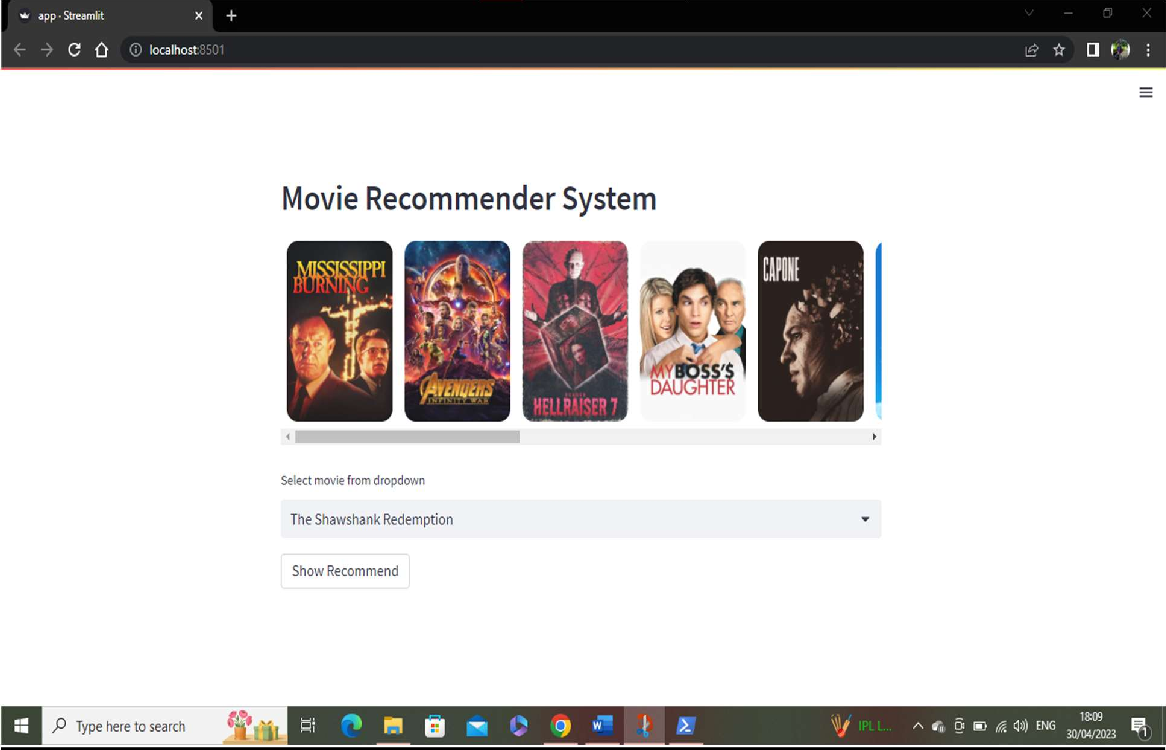 app · Streamlit
localhost:8501
Movie Recommender System
MISSISSIPPI
BURNING
AVENGERS
INFINITY WAR
HELLRAISER 7
MY BOSS'$
DAUGHTER
CAPONE
Select movie from dropdown
The Shawshank Redemption
Show Recommend
Type here to search
IPL L...
ENG
18:09
30/04/2023
1